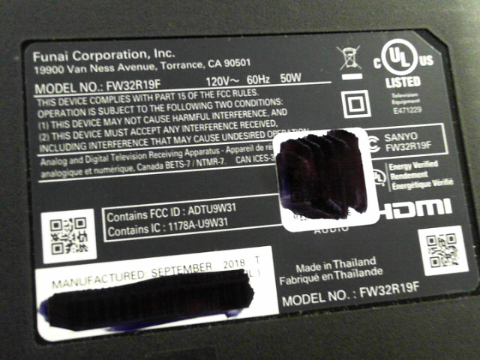 Funai Corporation, Inc.
19900 Van Ness Avenue, Torrance, CA 90501
MODEL NO.: FW32R19F 120V~ 60Hz 50W
THIS DEVICE COMPLIES WITH PART 15 OF THE FCC RULES.
OPERATION IS SUBJECT TO THE FOLLOWING TWO CONDITIONS:
(1) THIS DEVICE MAY NOT CAUSE HARMFUL INTERFERENCE, AND
(2) THIS DEVICE MUST ACCEPT ANY INTERFERENCE RECEIVED,
INCLUDING INTERFERENCE THAT MAY CAUSE UNDESIRED OPERATION.
Analog and Digital Television Receiving Apparatus - Appareil de
analogique et numérique, Canada BETS-7 / NTMR-7. CAN ICES-3
C UL US
LISTED
Television
Equipment
E471229
SANYO
FW32R19F
Energy Verified
Rendement
Énergétique Vérifié
HDMI
AUDIO
Contains FCC ID : ADTU9W31
Contains IC : 1178A-U9W31
MANUFACTURED SEPTEMBER 2018 T
Made in Thailand
Fabriqué en Thaïlande
MODEL NO. : FW32R19F